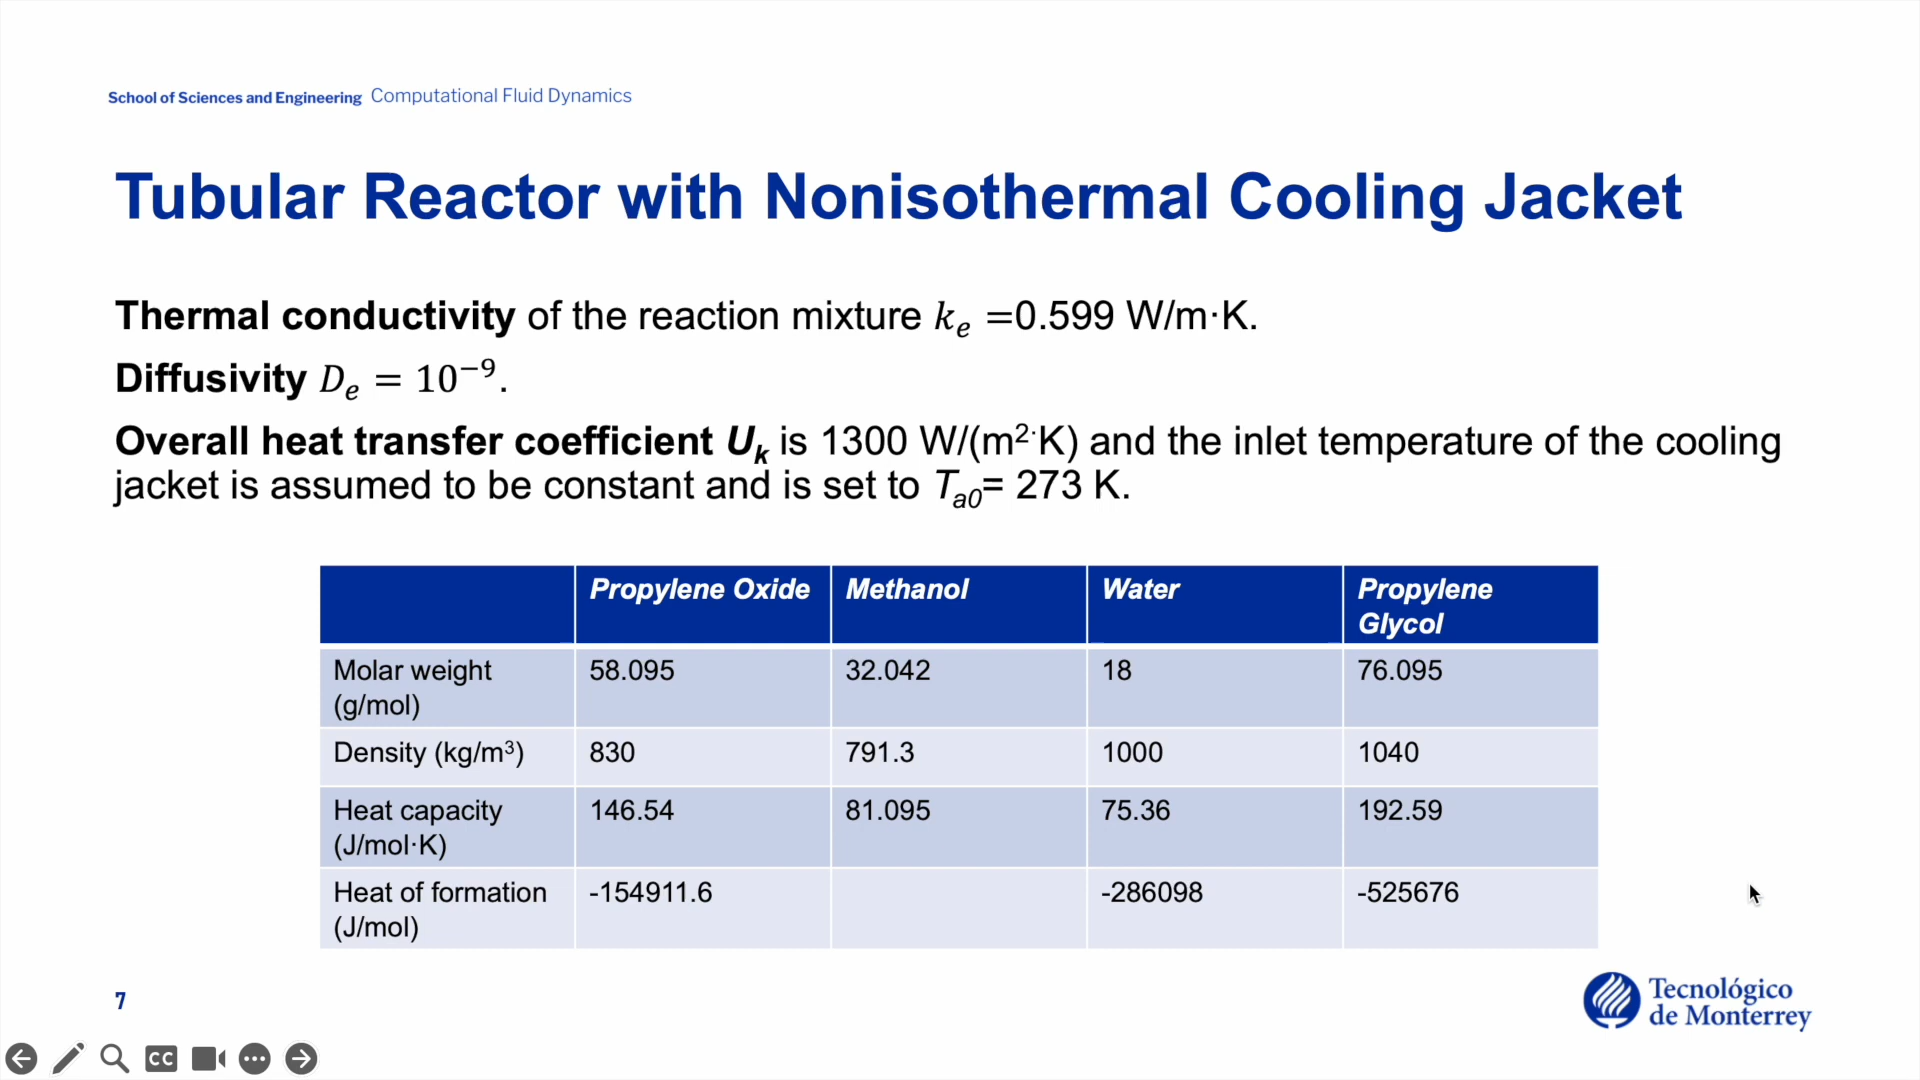 School of Sciences and Engineering Computational Fluid Dynamics
Tubular Reactor with Nonisothermal Cooling Jacket
Thermal conductivity of the reaction mixture kₑ =0.599 W/m·K.
Diffusivity Dₑ = 10⁻⁹.
Overall heat transfer coefficient Uₖ is 1300 W/(m²·K) and the inlet temperature of the cooling
jacket is assumed to be constant and is set to Tₐ₀= 273 K.
Propylene Oxide Methanol Water Propylene
Glycol
Molar weight 58.095 32.042 18 76.095
(g/mol)
Density (kg/m³) 830 791.3 1000 1040
Heat capacity 146.54 81.095 75.36 192.59
(J/mol·K)
Heat of formation -154911.6 -286098 -525676
(J/mol)
7
Tecnológico
de Monterrey
CC